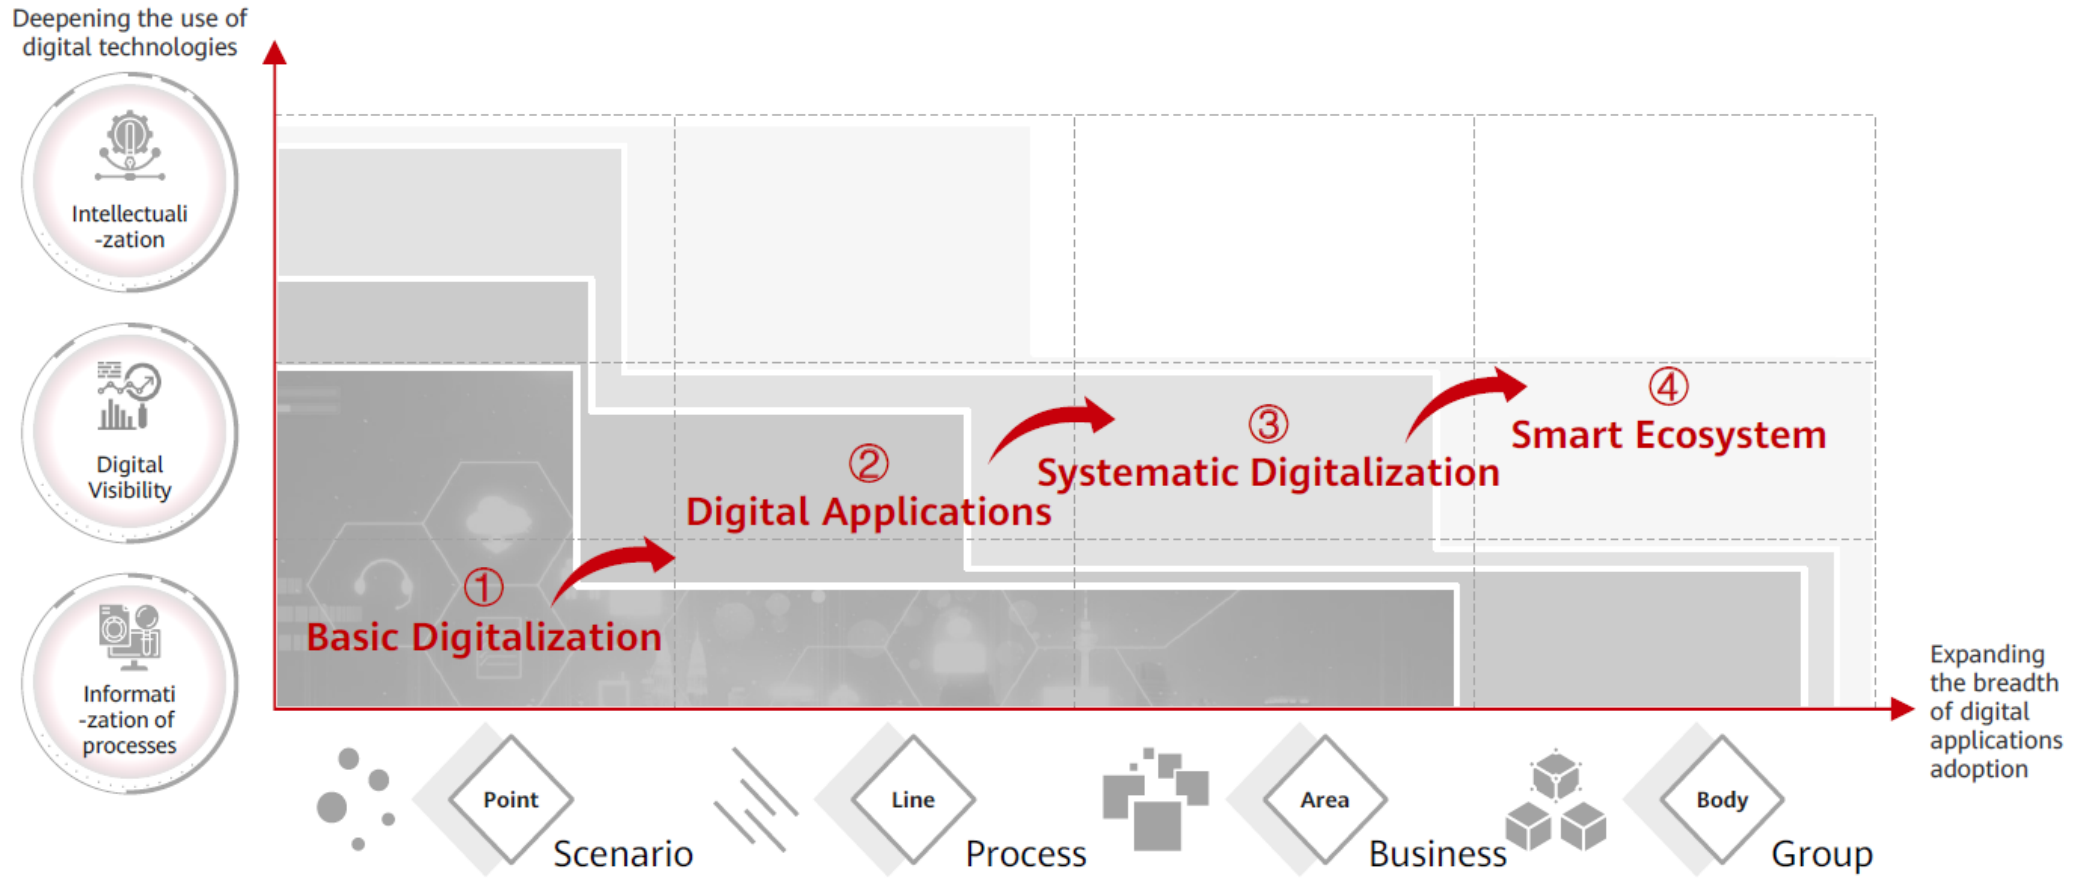 Deepening the use of
digital technologies
Intellectuali
-zation
Digital
Visibility
Informati
-zation of
processes
①
Basic Digitalization
②
Digital Applications
③
Systematic Digitalization
④
Smart Ecosystem
Expanding
the breadth
of digital
applications
adoption
Point
Scenario
Line
Process
Area
Business
Body
Group